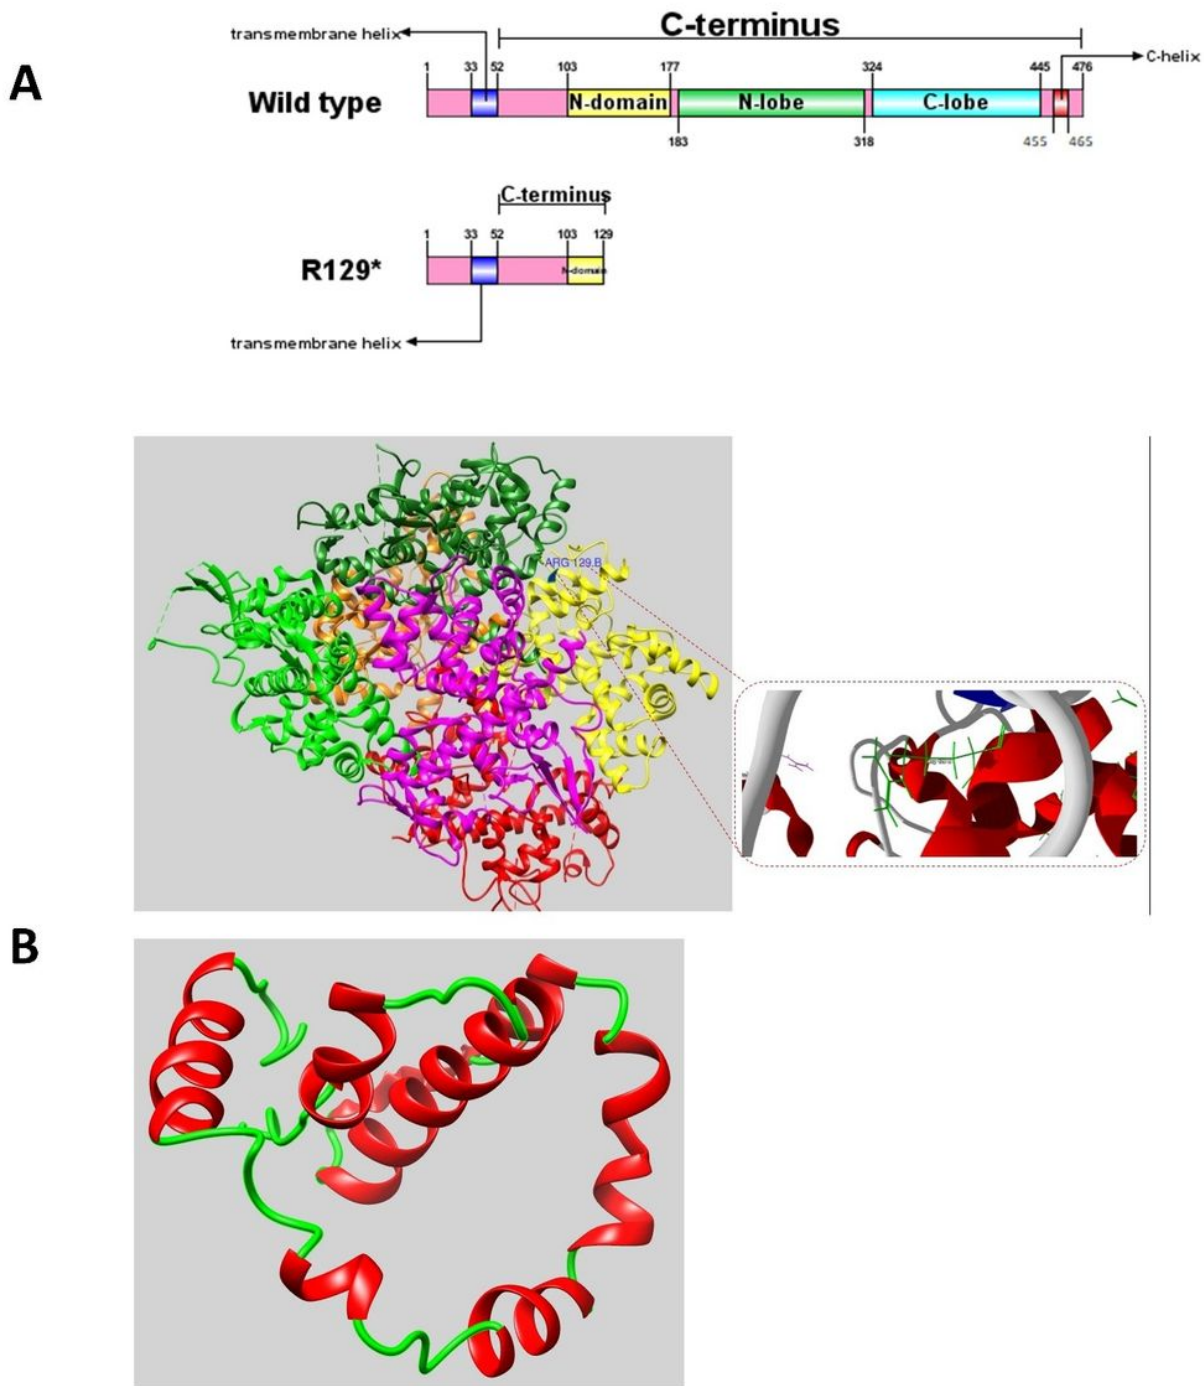 C-terminus
transmembrane helix
C-helix
A
1 33 52 103 177 324 445 476
Wild type
N-domain N-lobe C-lobe
183 318 455 465
C-terminus
1 33 52 103 129
R129*
N-domain
transmembrane helix
ARG 129.B
B